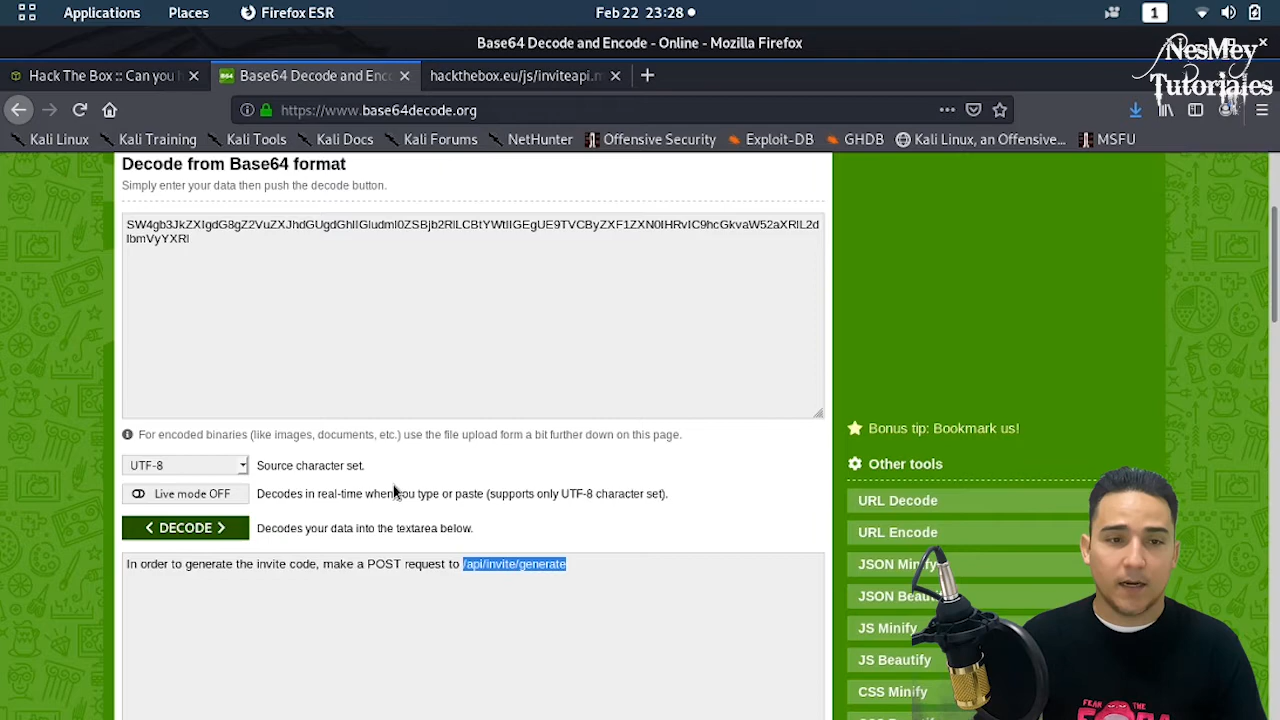 Applications Places Firefox ESR Feb 22 23:28 1
Base64 Decode and Encode - Online - Mozilla Firefox
NesMey
Tutoriales
Hack The Box :: Can you h Base64 Decode and Enc hackthebox.eu/js/inviteapi.m
https://www.base64decode.org
Kali Linux Kali Training Kali Tools Kali Docs Kali Forums NetHunter Offensive Security Exploit-DB GHDB Kali Linux, an Offensive... MSFU
Decode from Base64 format
Simply enter your data then push the decode button.
SW4gb3JkZXIgdG8gZ2VuZXJhdGUgdGhlIGludml0ZSBjb2RlLCBtYWtlIGEgUE9TVCByZXF1ZXN0IHRvIC9hcGkvaW52aXRlL2d
lbmVyYXRl
For encoded binaries (like images, documents, etc.) use the file upload form a bit further down on this page.
UTF-8 Source character set.
Live mode OFF Decodes in real-time when you type or paste (supports only UTF-8 character set).
< DECODE > Decodes your data into the textarea below.
In order to generate the invite code, make a POST request to /api/invite/generate
Bonus tip: Bookmark us!
Other tools
URL Decode
URL Encode
JSON Minify
JSON
JS Minify
JS Beautify
CSS Minify
FEAR THE